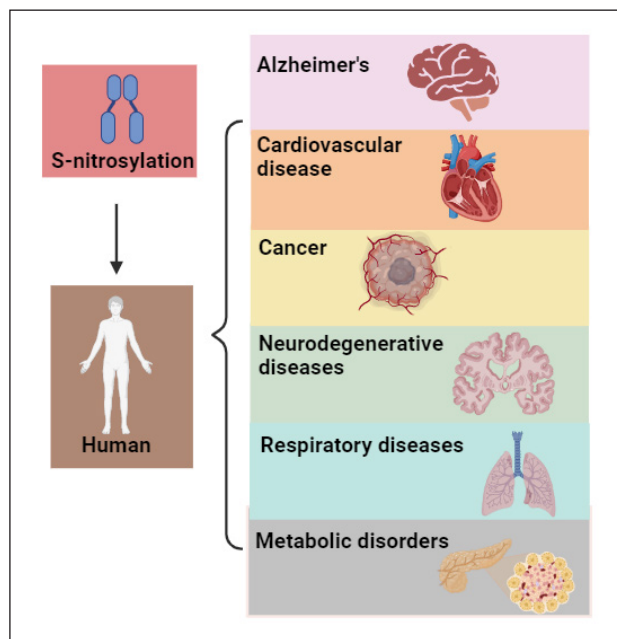 S-nitrosylation
Human
Alzheimer's
Cardiovascular
disease
Cancer
Neurodegenerative
diseases
Respiratory diseases
Metabolic disorders